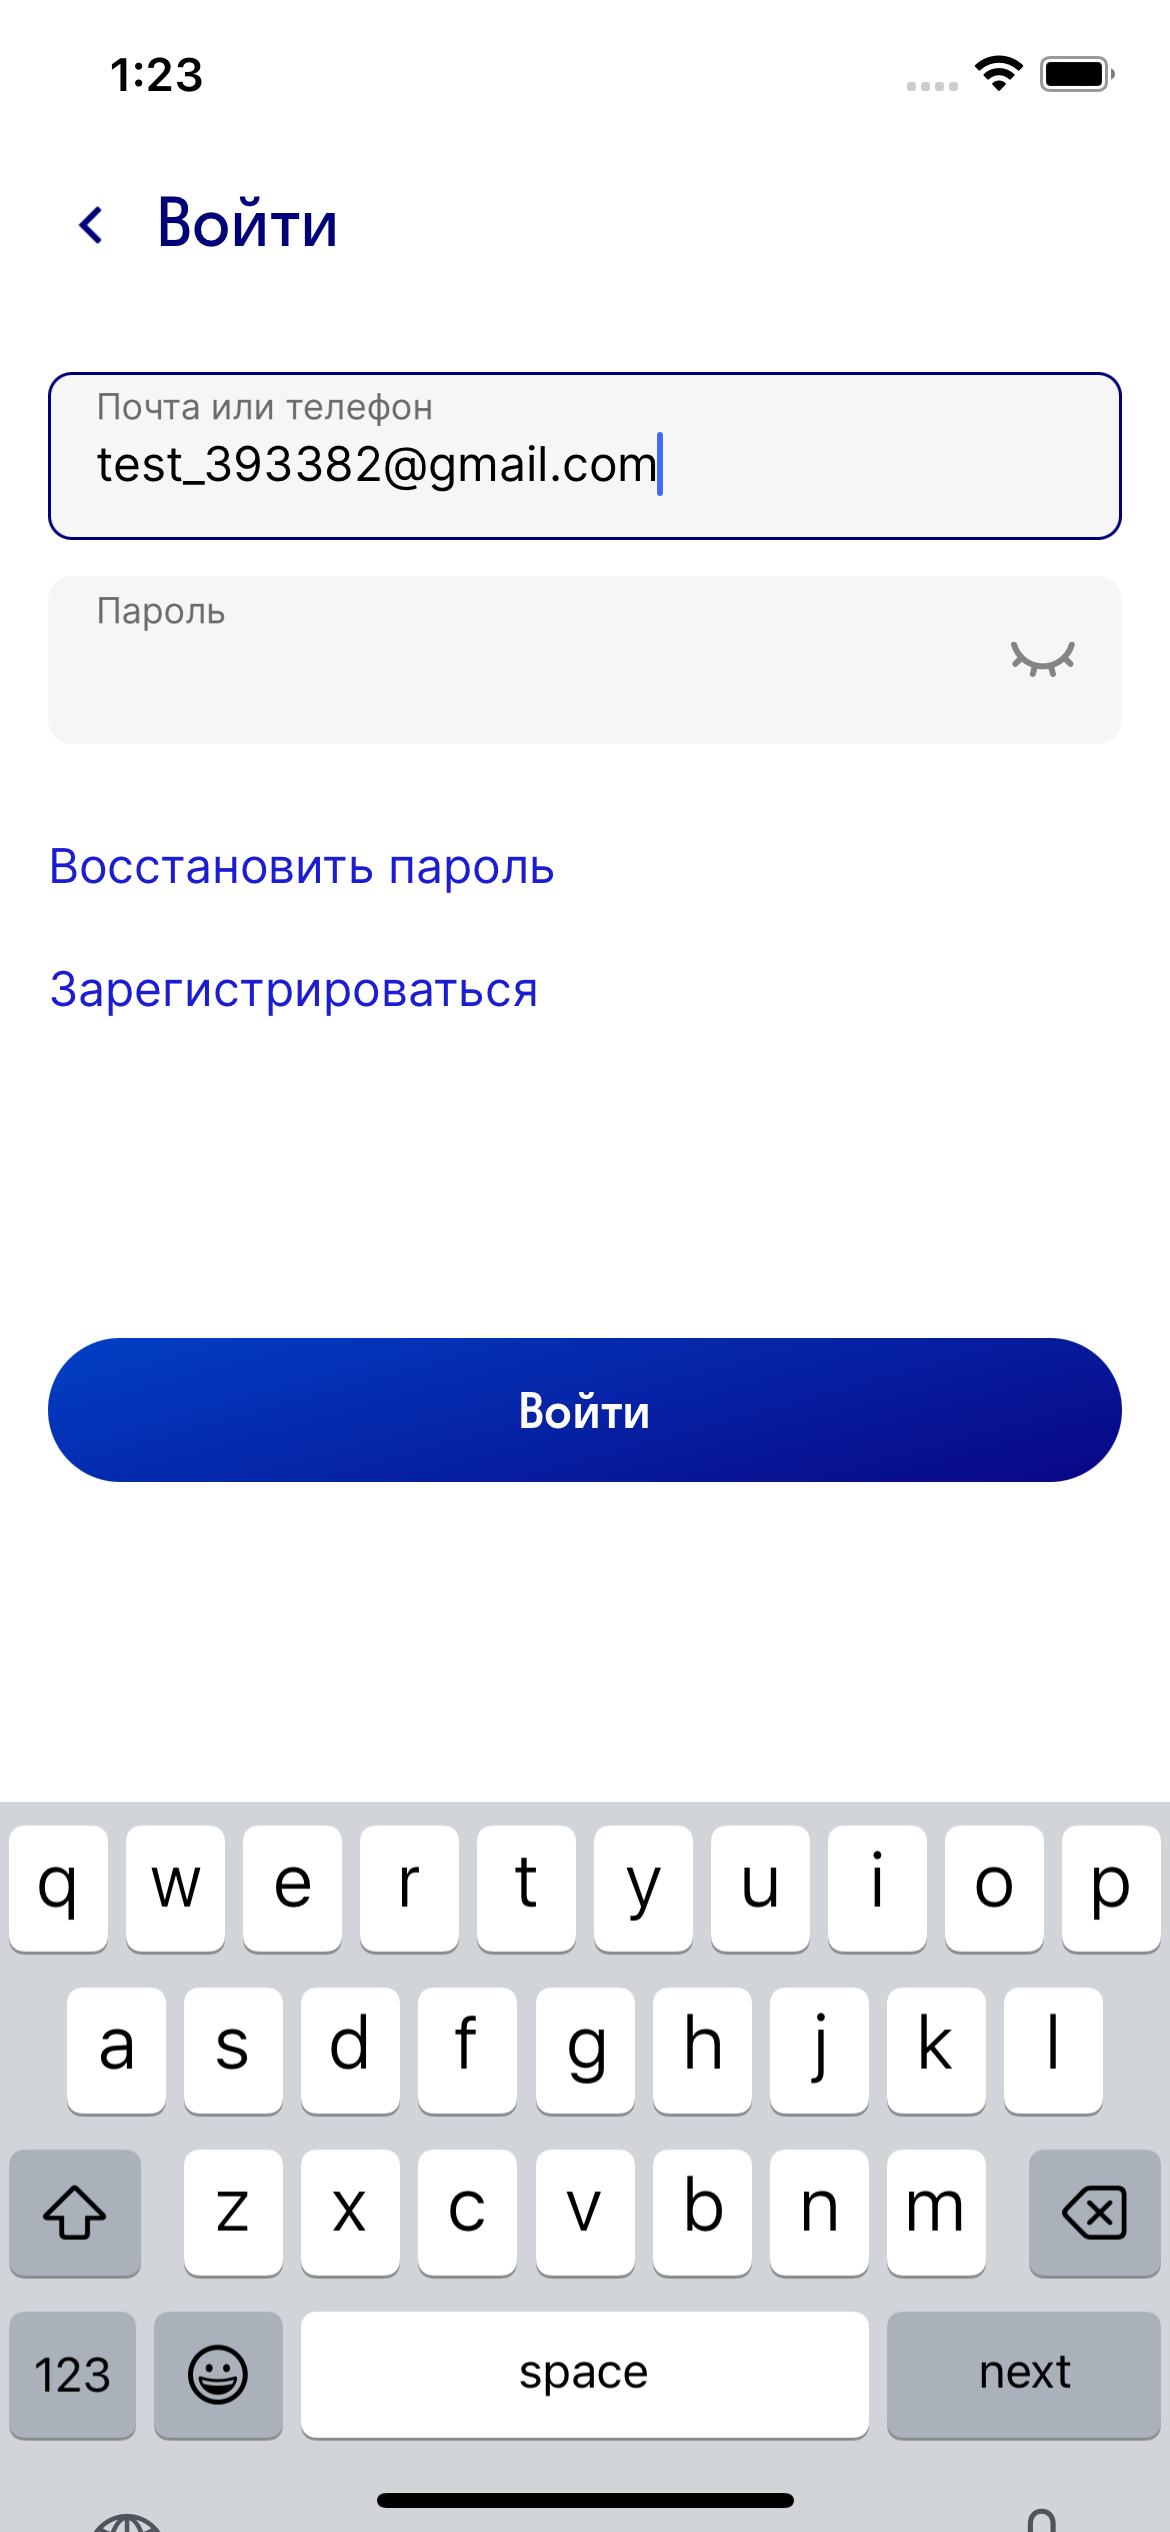 1:23
Войти
Почта или телефон
test_393382@gmail.com
Пароль
Восстановить пароль
Зарегистрироваться
Войти
q w e r t y u i o p
a s d f g h j k l
z x c v b n m
123 space next